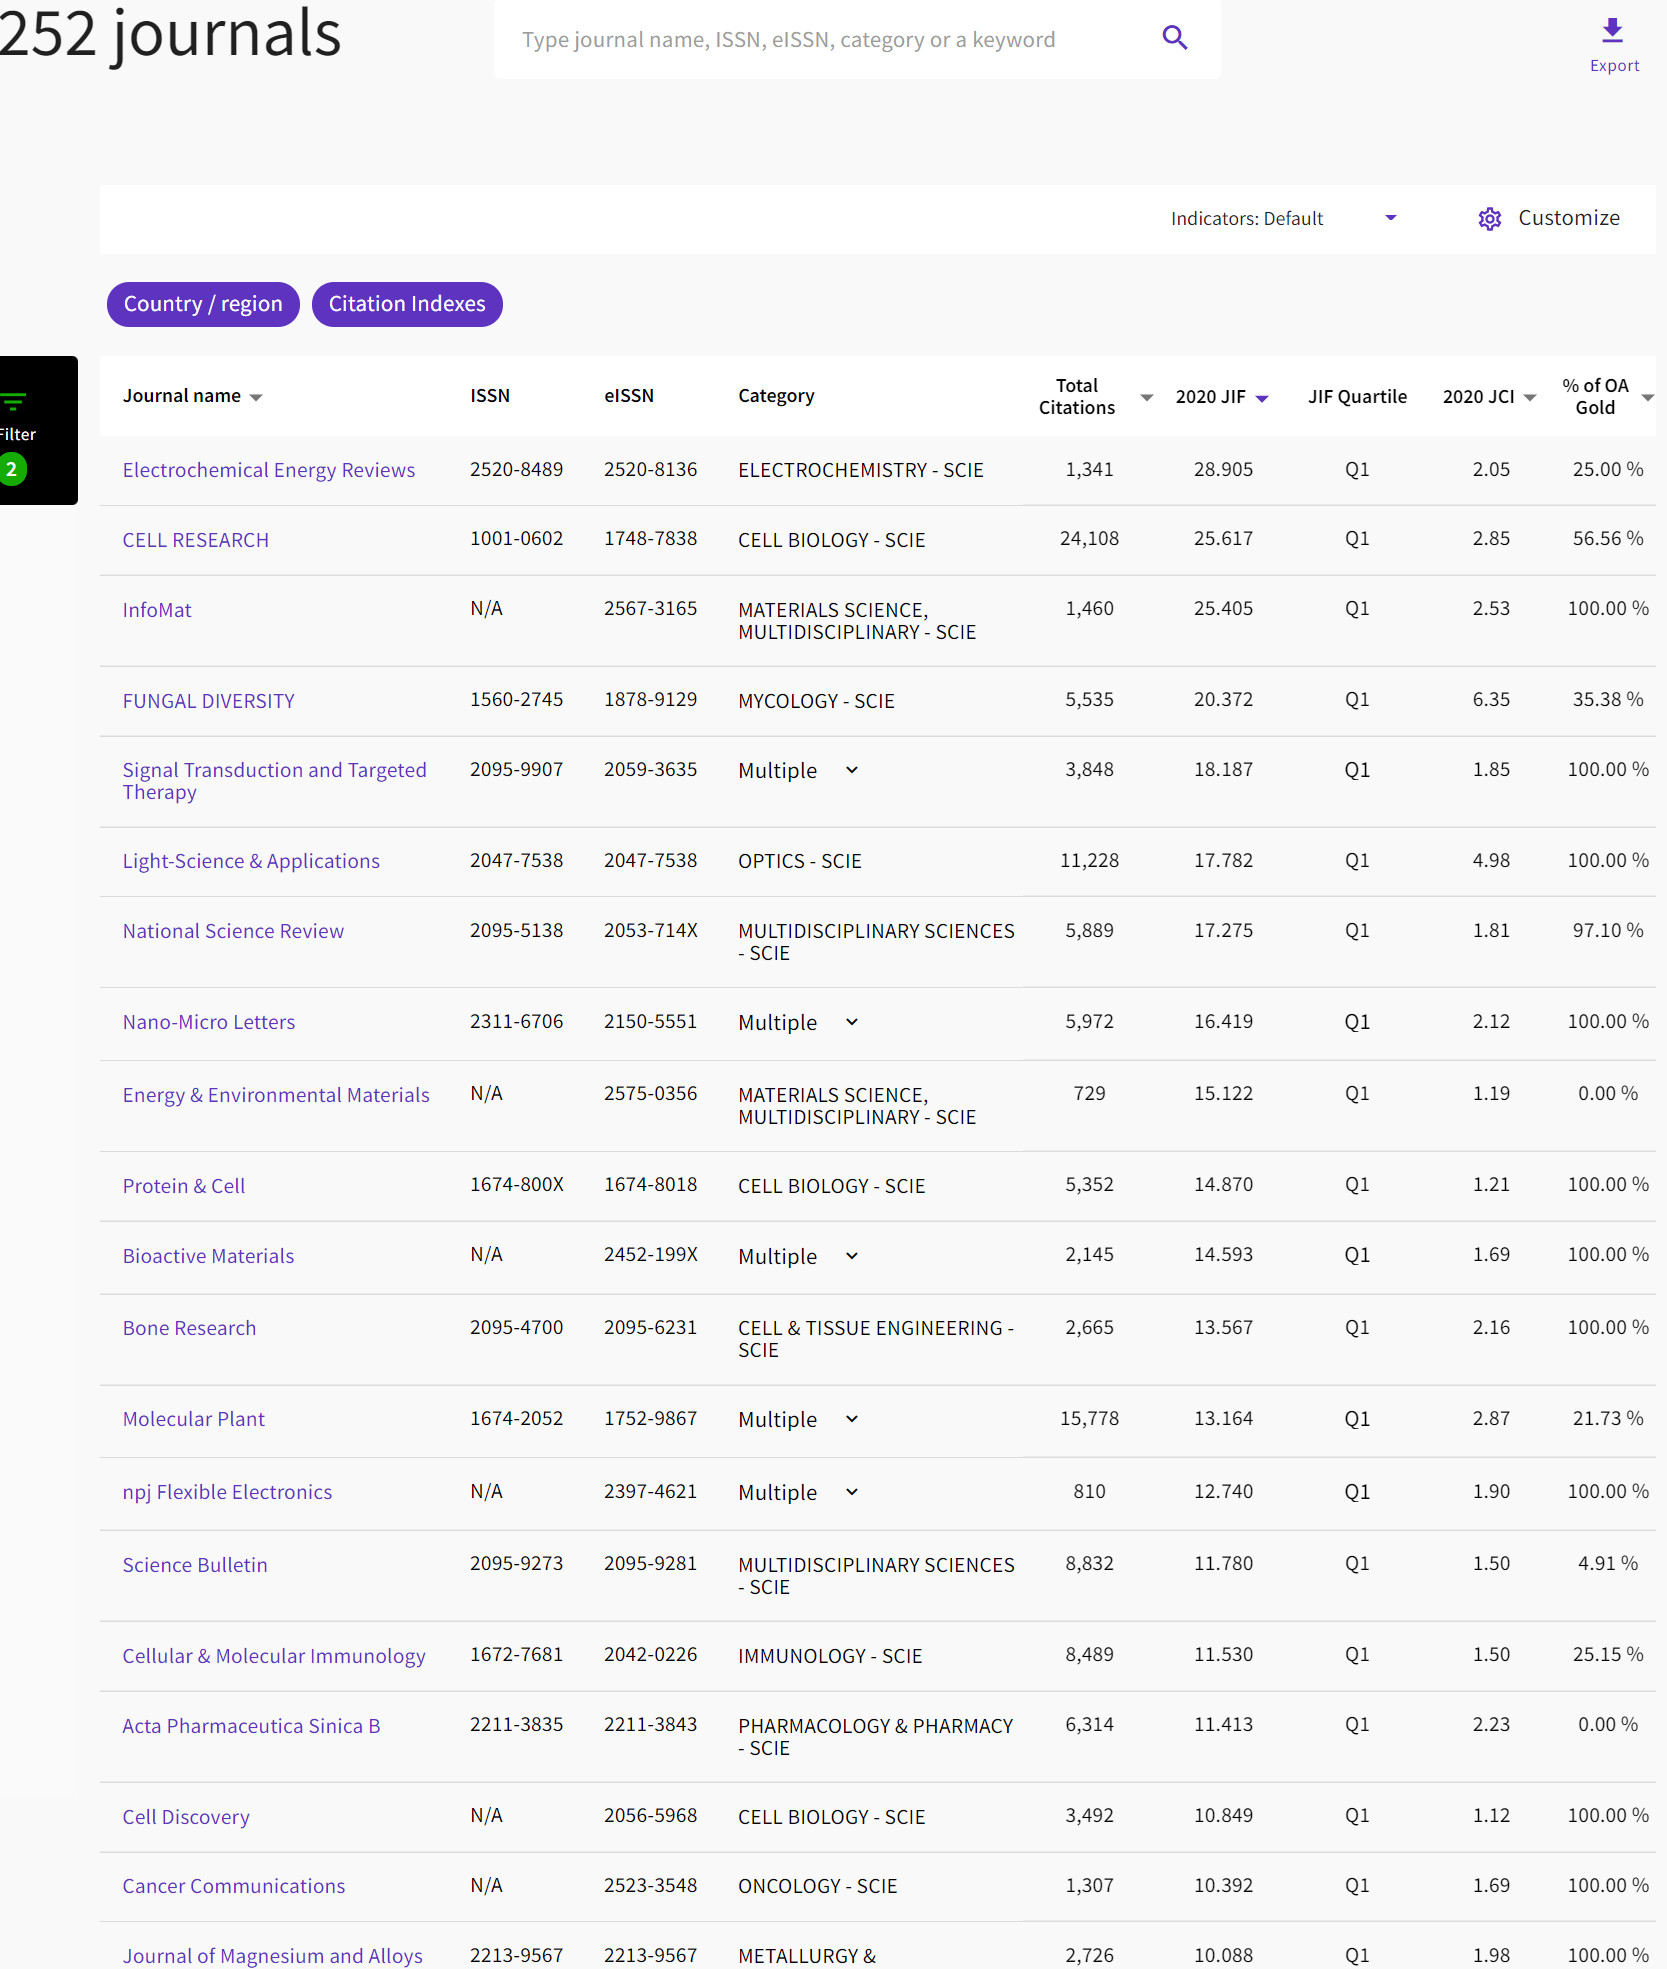 252 journals
Type journal name, ISSN, eISSN, category or a keyword
Export
Indicators: Default
Customize
Country / region
Citation Indexes
Filter
2
Journal name ISSN eISSN Category Total Citations 2020 JIF JIF Quartile 2020 JCI % of OA Gold
Electrochemical Energy Reviews 2520-8489 2520-8136 ELECTROCHEMISTRY - SCIE 1,341 28.905 Q1 2.05 25.00 %
CELL RESEARCH 1001-0602 1748-7838 CELL BIOLOGY - SCIE 24,108 25.617 Q1 2.85 56.56 %
InfoMat N/A 2567-3165 MATERIALS SCIENCE, 1,460 25.405 Q1 2.53 100.00 %
MULTIDISCIPLINARY - SCIE
FUNGAL DIVERSITY 1560-2745 1878-9129 MYCOLOGY - SCIE 5,535 20.372 Q1 6.35 35.38 %
Signal Transduction and Targeted 2095-9907 2059-3635 Multiple 3,848 18.187 Q1 1.85 100.00 %
Therapy
Light-Science & Applications 2047-7538 2047-7538 OPTICS - SCIE 11,228 17.782 Q1 4.98 100.00 %
National Science Review 2095-5138 2053-714X MULTIDISCIPLINARY SCIENCES 5,889 17.275 Q1 1.81 97.10 %
- SCIE
Nano-Micro Letters 2311-6706 2150-5551 Multiple 5,972 16.419 Q1 2.12 100.00 %
Energy & Environmental Materials N/A 2575-0356 MATERIALS SCIENCE, 729 15.122 Q1 1.19 0.00 %
MULTIDISCIPLINARY - SCIE
Protein & Cell 1674-800X 1674-8018 CELL BIOLOGY - SCIE 5,352 14.870 Q1 1.21 100.00 %
Bioactive Materials N/A 2452-199X Multiple 2,145 14.593 Q1 1.69 100.00 %
Bone Research 2095-4700 2095-6231 CELL & TISSUE ENGINEERING - 2,665 13.567 Q1 2.16 100.00 %
SCIE
Molecular Plant 1674-2052 1752-9867 Multiple 15,778 13.164 Q1 2.87 21.73 %
npj Flexible Electronics N/A 2397-4621 Multiple 810 12.740 Q1 1.90 100.00 %
Science Bulletin 2095-9273 2095-9281 MULTIDISCIPLINARY SCIENCES 8,832 11.780 Q1 1.50 4.91 %
- SCIE
Cellular & Molecular Immunology 1672-7681 2042-0226 IMMUNOLOGY - SCIE 8,489 11.530 Q1 1.50 25.15 %
Acta Pharmaceutica Sinica B 2211-3835 2211-3843 PHARMACOLOGY & PHARMACY 6,314 11.413 Q1 2.23 0.00 %
- SCIE
Cell Discovery N/A 2056-5968 CELL BIOLOGY - SCIE 3,492 10.849 Q1 1.12 100.00 %
Cancer Communications N/A 2523-3548 ONCOLOGY - SCIE 1,307 10.392 Q1 1.69 100.00 %
Journal of Magnesium and Alloys 2213-9567 2213-9567 METALLURGY & 2,726 10.088 Q1 1.98 100.00 %